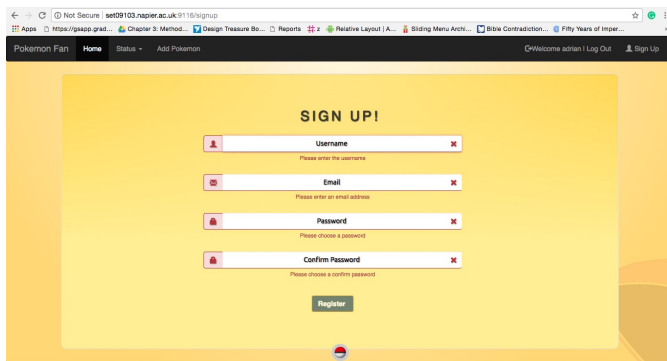 Not Secure | set09103.napier.ac.uk:9116/signup
Apps https://gsapp.grad... Chapter 3: Method... Design Treasure Bo... Reports z Relative Layout | A... Sliding Menu Archi... Bible Contradiction... Fifty Years of Imper...
Pokemon Fan Home Status Add Pokemon Welcome adrian ! Log Out Sign Up
SIGN UP!
Username
Please enter the username
Email
Please enter an email address
Password
Please choose a password
Confirm Password
Please choose a confirm password
Register